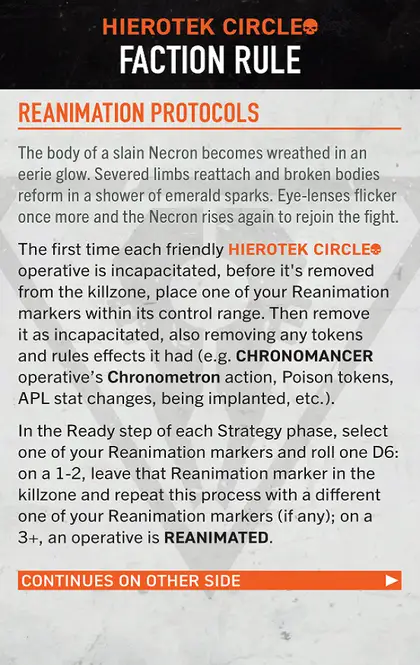 HIEROTEK CIRCLE
FACTION RULE
REANIMATION PROTOCOLS
The body of a slain Necron becomes wreathed in an
eerie glow. Severed limbs reattach and broken bodies
reform in a shower of emerald sparks. Eye-lenses flicker
once more and the Necron rises again to rejoin the fight.
The first time each friendly HIEROTEK CIRCLE
operative is incapacitated, before it's removed
from the killzone, place one of your Reanimation
markers within its control range. Then remove
it as incapacitated, also removing any tokens
and rules effects it had (e.g. CHRONOMANCER
operative's Chronometron action, Poison tokens,
APL stat changes, being implanted, etc.).
In the Ready step of each Strategy phase, select
one of your Reanimation markers and roll one D6:
on a 1-2, leave that Reanimation marker in the
killzone and repeat this process with a different
one of your Reanimation markers (if any); on a
3+, an operative is REANIMATED.
CONTINUES ON OTHER SIDE